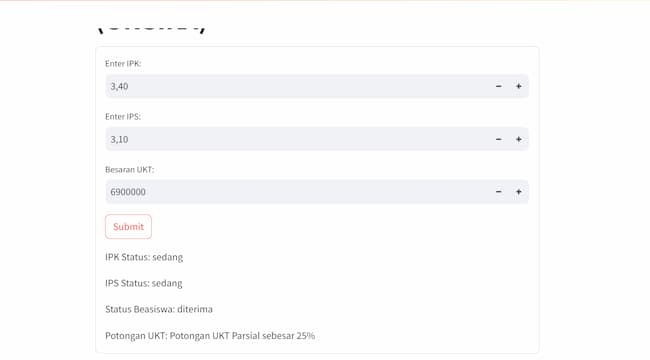 Enter IPK:
3,40
Enter IPS:
3,10
Besaran UKT:
6900000
Submit
IPK Status: sedang
IPS Status: sedang
Status Beasiswa: diterima
Potongan UKT: Potongan UKT Parsial sebesar 25%